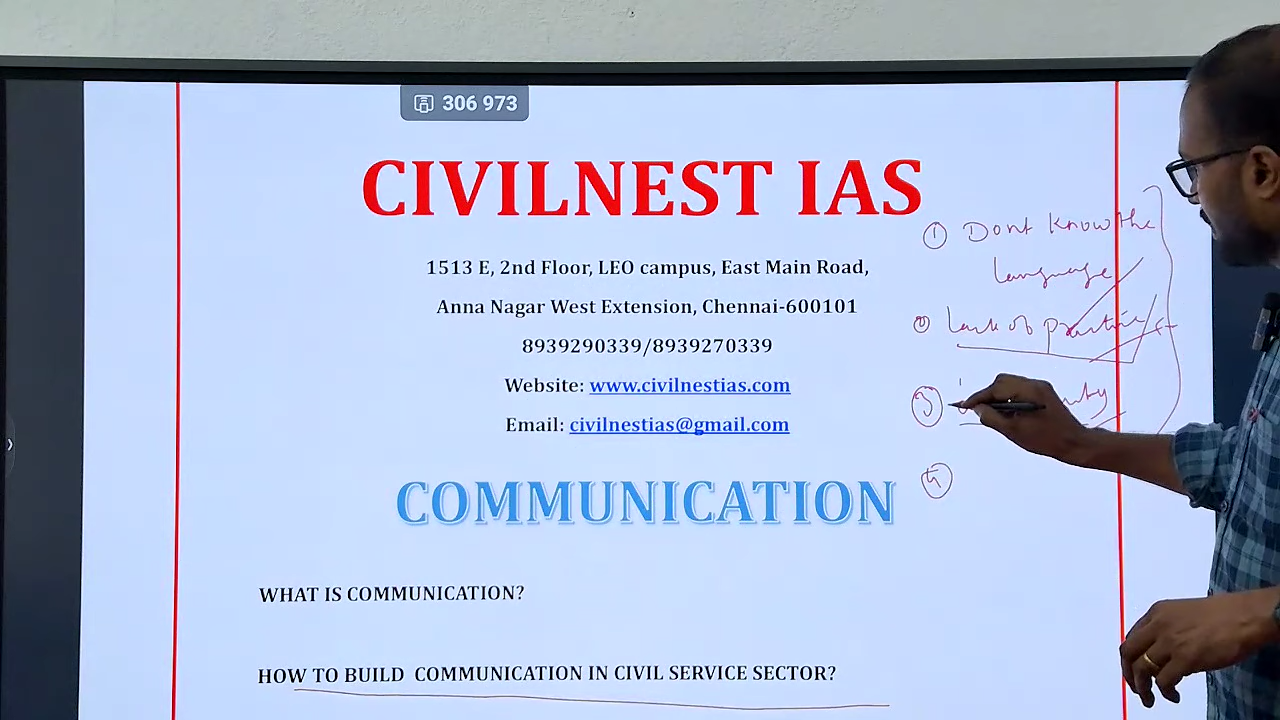 306 973
CIVILNEST IAS
1513 E, 2nd Floor, LEO campus, East Main Road,
Anna Nagar West Extension, Chennai-600101
8939290339/8939270339
Website: www.civilnestias.com
Email: civilnestias@gmail.com
COMMUNICATION
WHAT IS COMMUNICATION?
HOW TO BUILD COMMUNICATION IN CIVIL SERVICE SECTOR?
① Dont Know the
language
② lack of practice
③
④